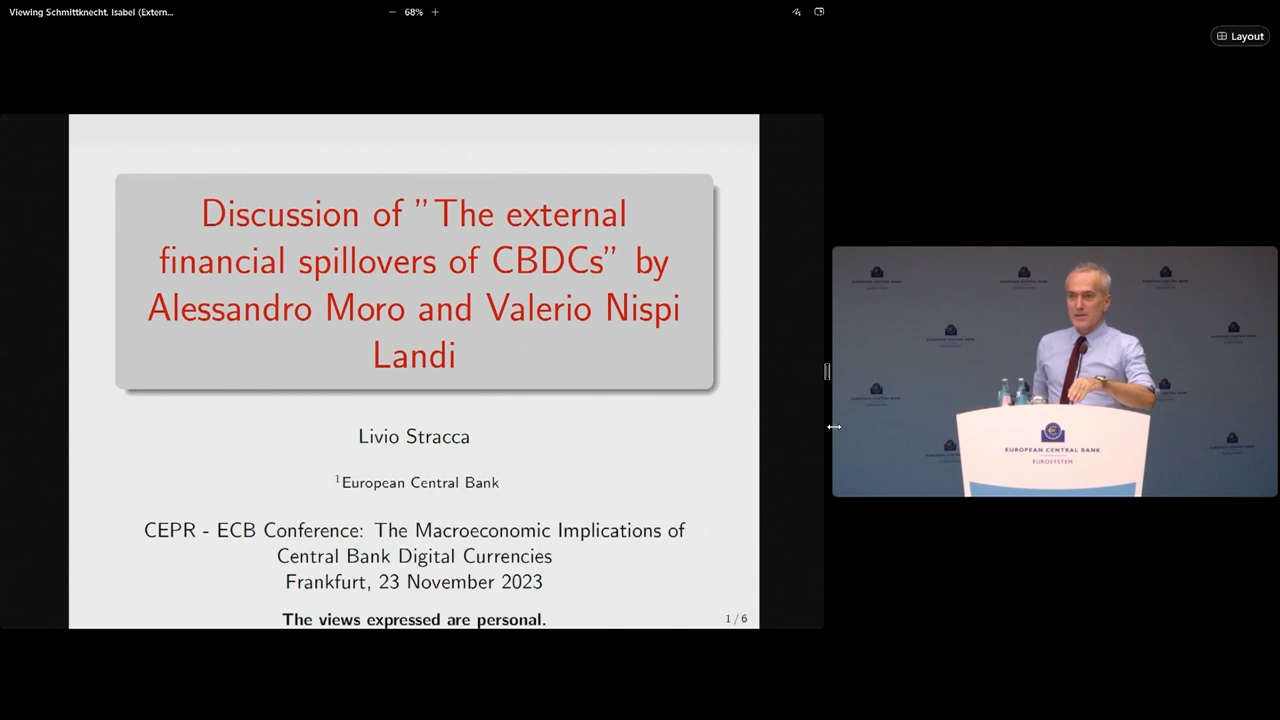 Viewing Schmittknecht, Isabel (Extern...
68%
Layout
Discussion of "The external
financial spillovers of CBDCs" by
Alessandro Moro and Valerio Nispi
Landi
Livio Stracca
1European Central Bank
CEPR - ECB Conference: The Macroeconomic Implications of
Central Bank Digital Currencies
Frankfurt, 23 November 2023
The views expressed are personal.
1 / 6
EUROPEAN CENTRAL BANK
EUROSYSTEM